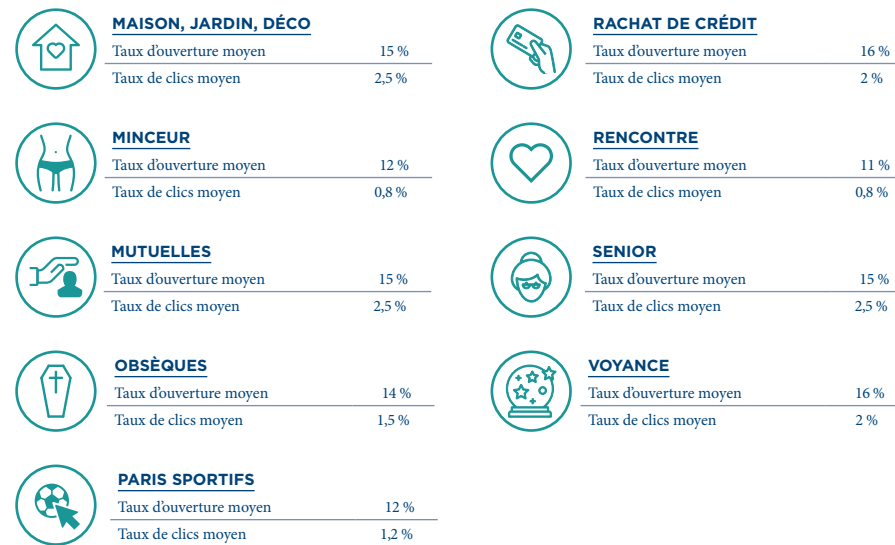 MAISON, JARDIN, DÉCO
Taux d’ouverture moyen 15 %
Taux de clics moyen 2,5 %
MINCEUR
Taux d’ouverture moyen 12 %
Taux de clics moyen 0,8 %
MUTUELLES
Taux d’ouverture moyen 15 %
Taux de clics moyen 2,5 %
OBSÈQUES
Taux d’ouverture moyen 14 %
Taux de clics moyen 1,5 %
PARIS SPORTIFS
Taux d’ouverture moyen 12 %
Taux de clics moyen 1,2 %
RACHAT DE CRÉDIT
Taux d’ouverture moyen 16 %
Taux de clics moyen 2 %
RENCONTRE
Taux d’ouverture moyen 11 %
Taux de clics moyen 0,8 %
SENIOR
Taux d’ouverture moyen 15 %
Taux de clics moyen 2,5 %
VOYANCE
Taux d’ouverture moyen 16 %
Taux de clics moyen 2 %